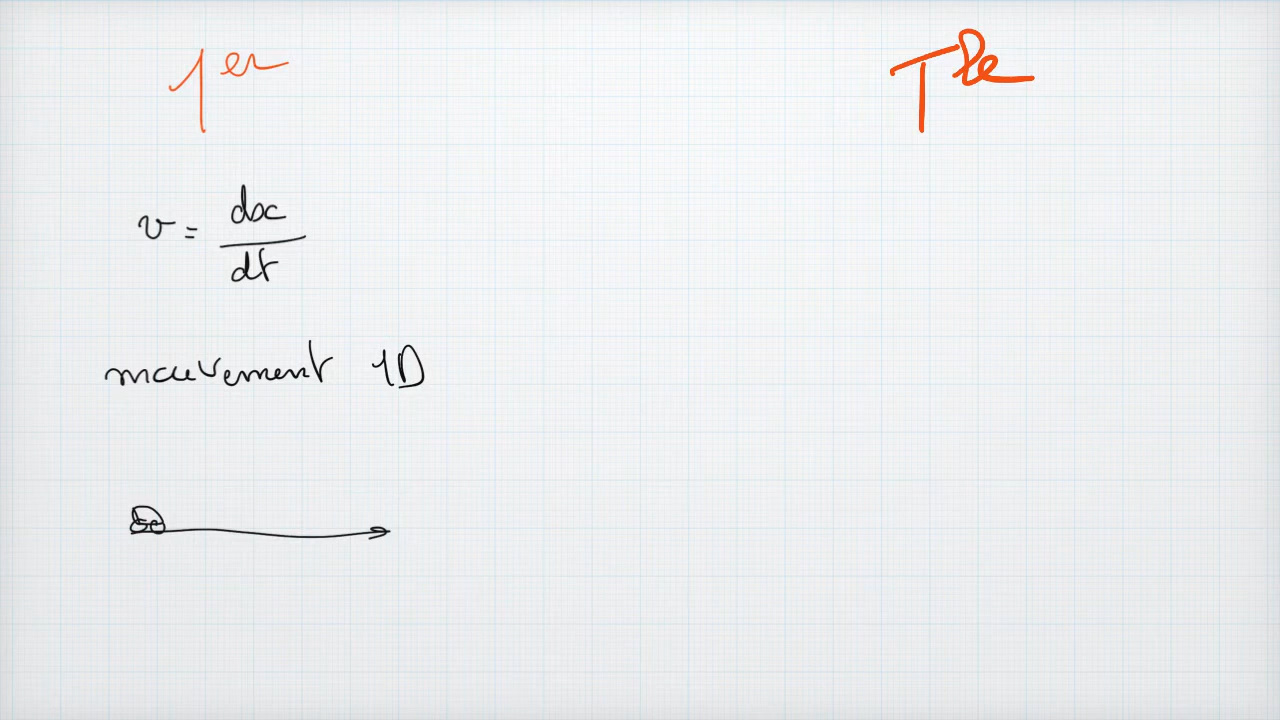 1er
Tle
v = dx/dt
mouvement 1D